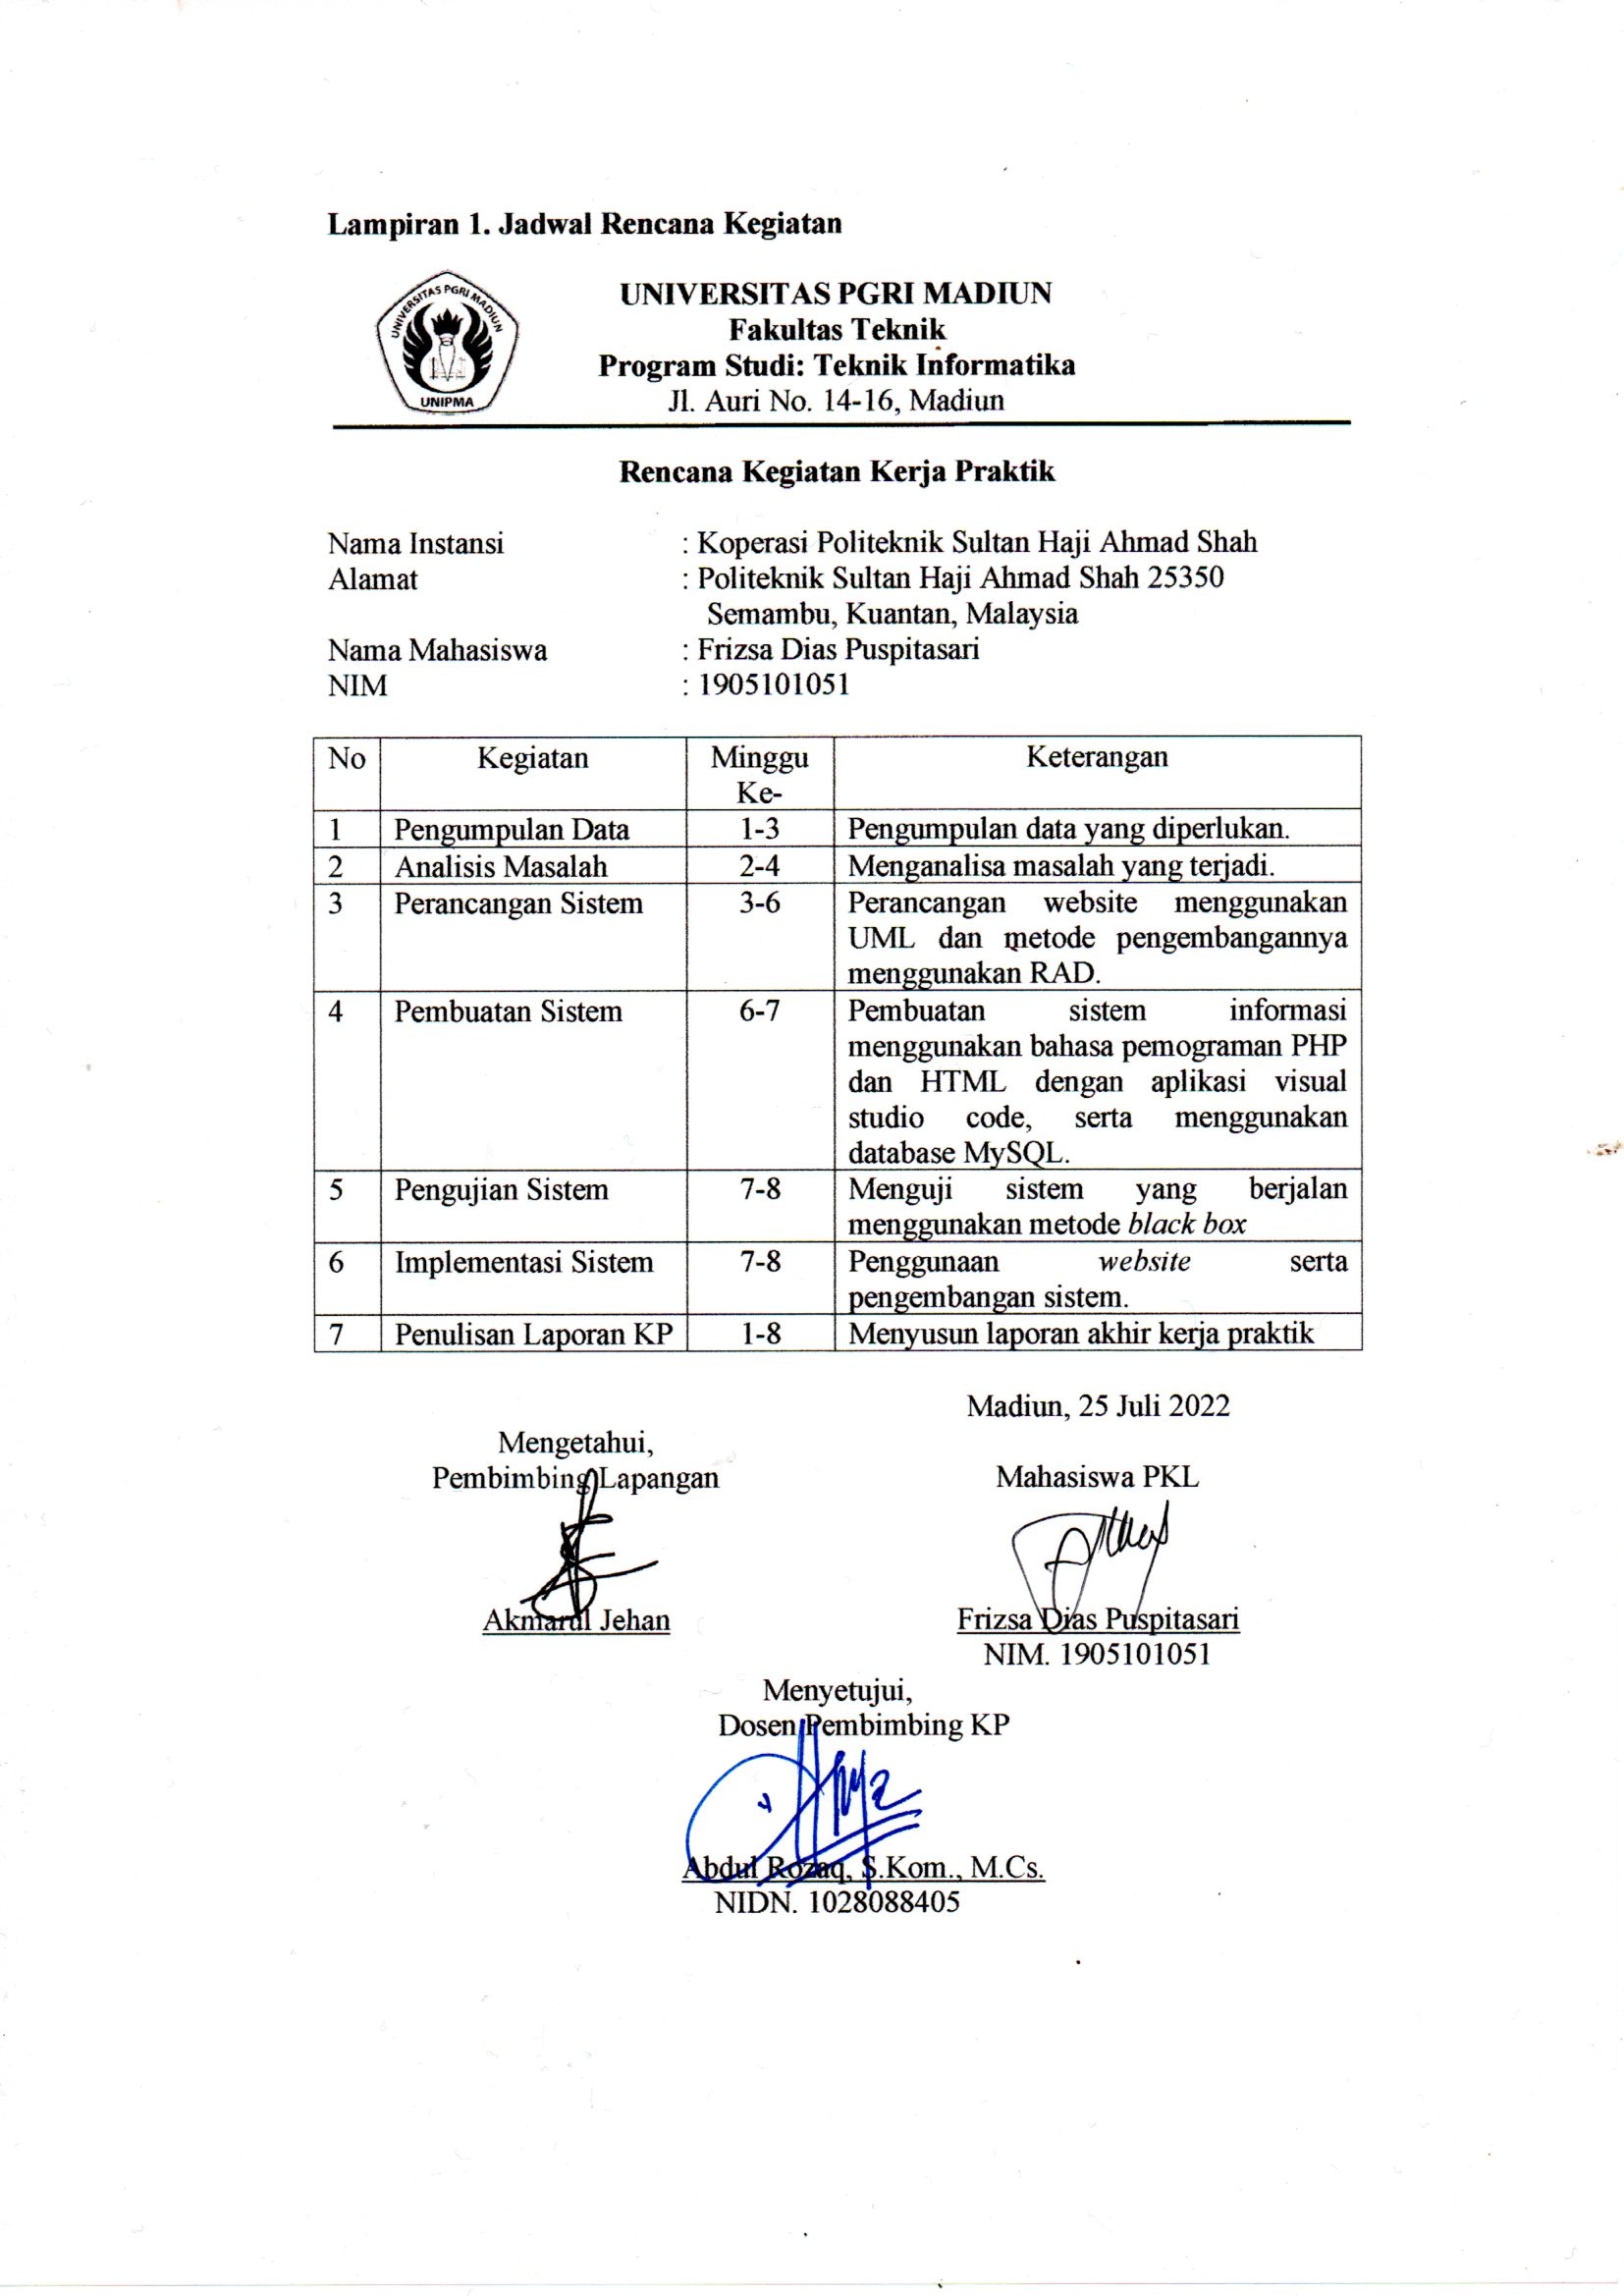 Lampiran 1. Jadwal Rencana Kegiatan
UNIVERSITAS PGRI MADIUN
UNIPMA
UNIVERSITAS PGRI MADIUN
Fakultas Teknik
Program Studi: Teknik Informatika
Jl. Auri No. 14-16, Madiun
Rencana Kegiatan Kerja Praktik
Nama Instansi : Koperasi Politeknik Sultan Haji Ahmad Shah
Alamat : Politeknik Sultan Haji Ahmad Shah 25350
Semambu, Kuantan, Malaysia
Nama Mahasiswa : Frizsa Dias Puspitasari
NIM : 1905101051
No Kegiatan Minggu Keterangan
Ke-
1 Pengumpulan Data 1-3 Pengumpulan data yang diperlukan.
2 Analisis Masalah 2-4 Menganalisa masalah yang terjadi.
3 Perancangan Sistem 3-6 Perancangan website menggunakan
UML dan metode pengembangannya
menggunakan RAD.
4 Pembuatan Sistem 6-7 Pembuatan sistem informasi
menggunakan bahasa pemograman PHP
dan HTML dengan aplikasi visual
studio code, serta menggunakan
database MySQL.
5 Pengujian Sistem 7-8 Menguji sistem yang berjalan
menggunakan metode black box
6 Implementasi Sistem 7-8 Penggunaan website serta
pengembangan sistem.
7 Penulisan Laporan KP 1-8 Menyusun laporan akhir kerja praktik
Madiun, 25 Juli 2022
Mengetahui,
Pembimbing Lapangan Mahasiswa PKL
Akmarul Jehan Frizsa Dias Puspitasari
NIM. 1905101051
Menyetujui,
Dosen Pembimbing KP
Abdul Rozaq, S.Kom., M.Cs.
NIDN. 1028088405